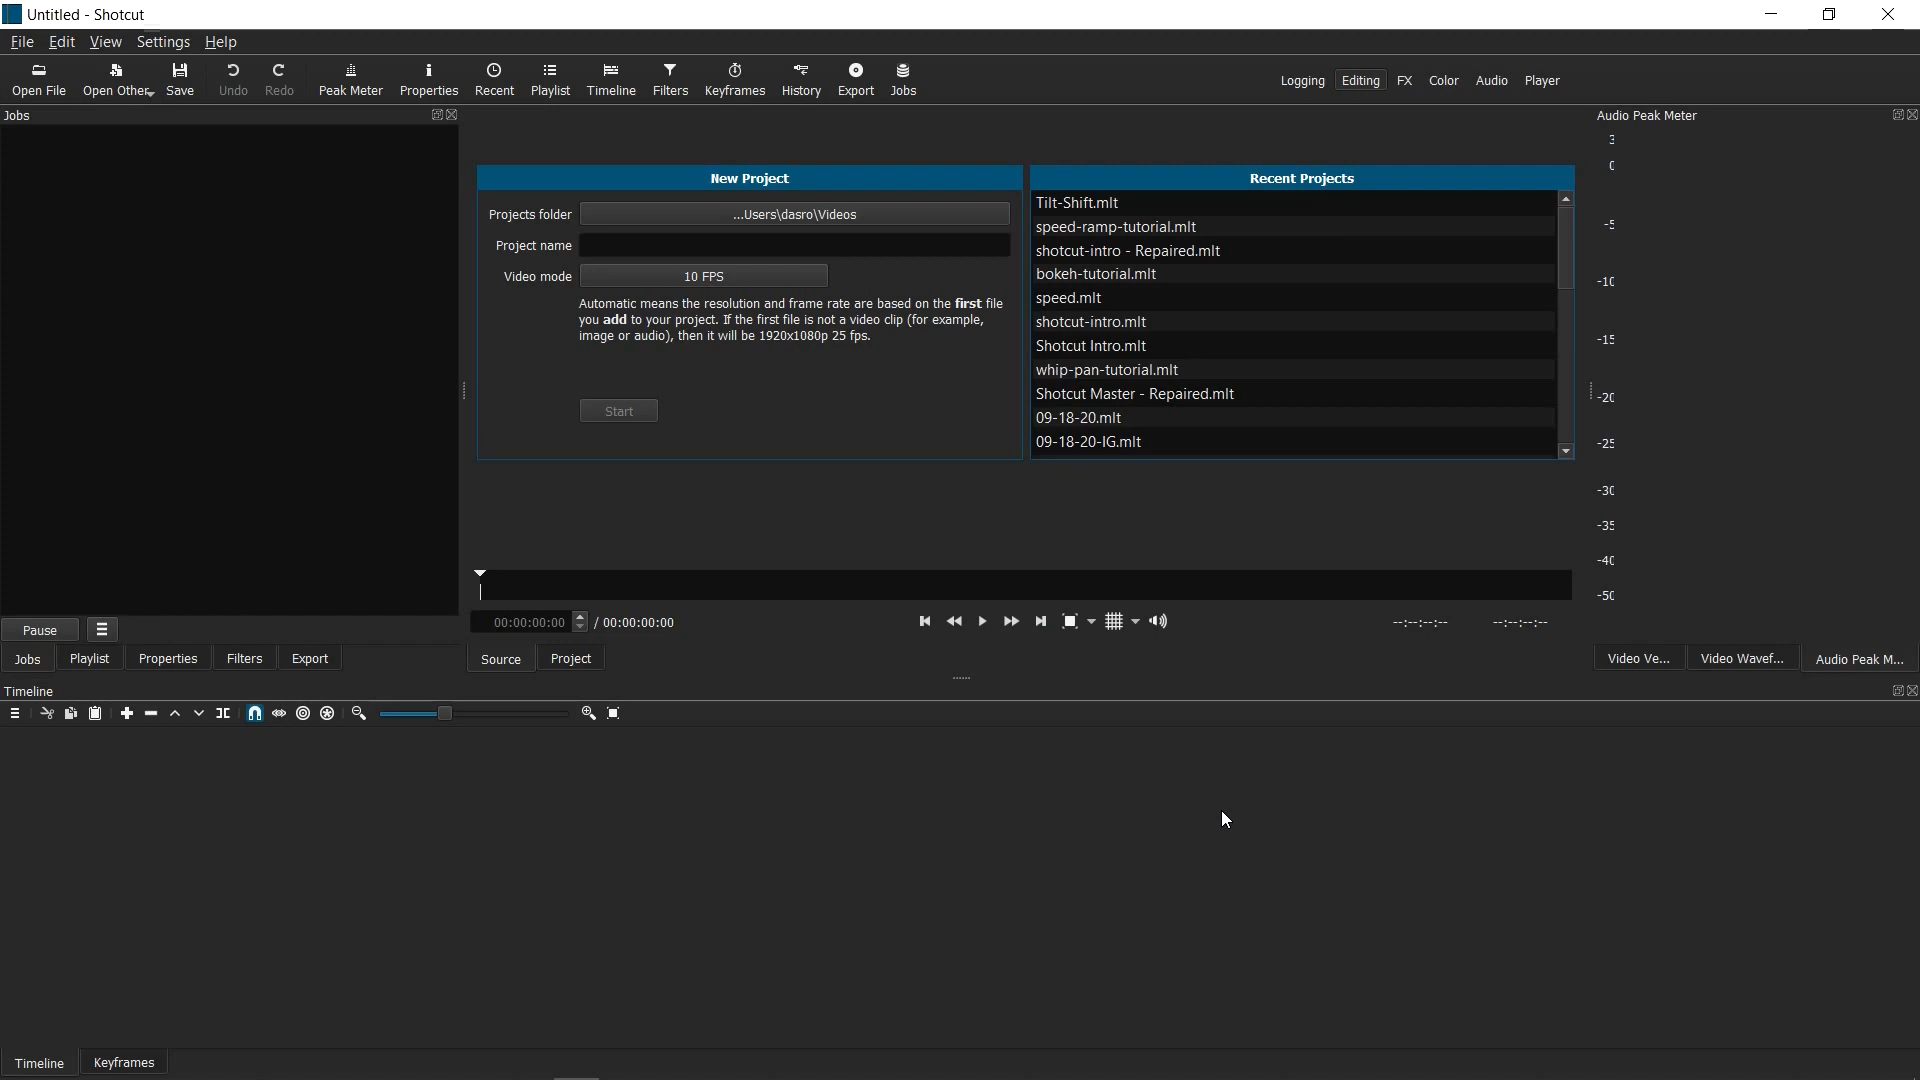 Untitled - Shotcut
File Edit View Settings Help
Open File Open Other Save Undo Redo Peak Meter Properties Recent Playlist Timeline Filters Keyframes History Export Jobs
Logging Editing FX Color Audio Player
Jobs
Audio Peak Meter
New Project
Projects folder ...Users\dasro\Videos
Project name
Video mode 10 FPS
Automatic means the resolution and frame rate are based on the first file
you add to your project. If the first file is not a video clip (for example,
image or audio), then it will be 1920x1080p 25 fps.
Start
Recent Projects
Tilt-Shift.mlt
speed-ramp-tutorial.mlt
shotcut-intro - Repaired.mlt
bokeh-tutorial.mlt
speed.mlt
shotcut-intro.mlt
Shotcut Intro.mlt
whip-pan-tutorial.mlt
Shotcut Master - Repaired.mlt
09-18-20.mlt
09-18-20-IG.mlt
3
0
-5
-10
-15
-20
-25
-30
-35
-40
-50
Pause
00:00:00:00 / 00:00:00:00
--:--:--:-- --:--:--:--
Jobs Playlist Properties Filters Export
Source Project
Video Ve... Video Wavef... Audio Peak M...
Timeline
Timeline Keyframes